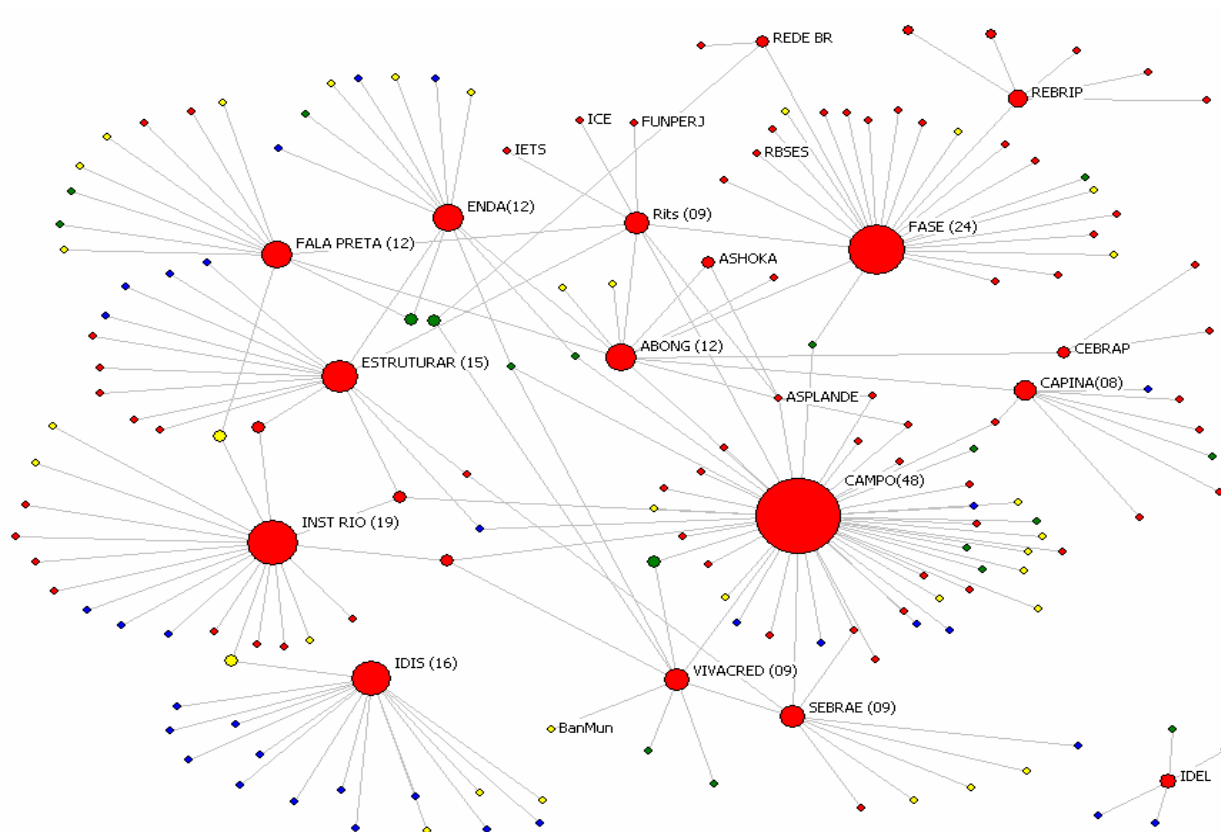 REDE BR
REBRIP
ICE
FUNPERJ
IETS
RBSES
ENDA(12)
Rits (09)
FASE (24)
FALA PRETA (12)
ASHOKA
ESTRUTURAR (15)
ABONG (12)
CEBRAP
CAPINA(08)
ASPLANDE
CAMPO(48)
INST RIO (19)
IDIS (16)
VIVACRED (09)
SEBRAE (09)
BanMun
IDEL